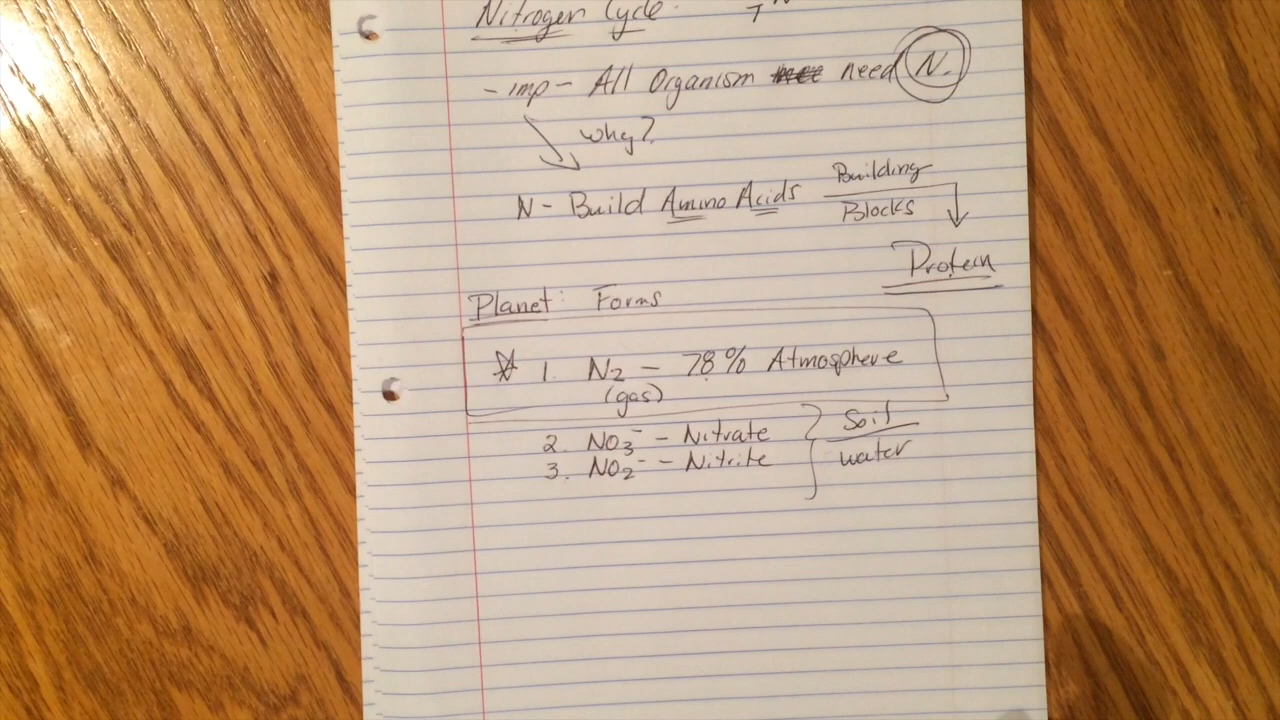 Nitrogen Cycle
- imp - All Organism need N.
why?
N - Build Amino Acids Building Blocks
Protein
Planet: Forms
1. N2 - 78% Atmosphere
(gas)
2. NO3- - Nitrate
3. NO2- - Nitrite
Soil
water